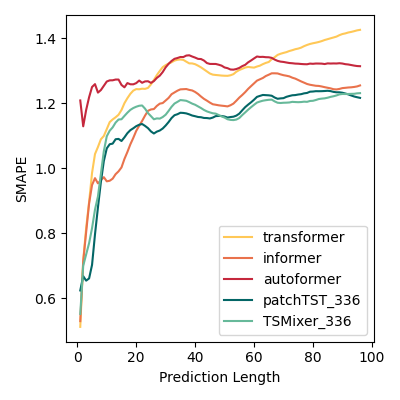 1.4
1.2
1.0
0.8
0.6
SMAPE
transformer
informer
autoformer
patchTST_336
TSMixer_336
0 20 40 60 80 100
Prediction Length